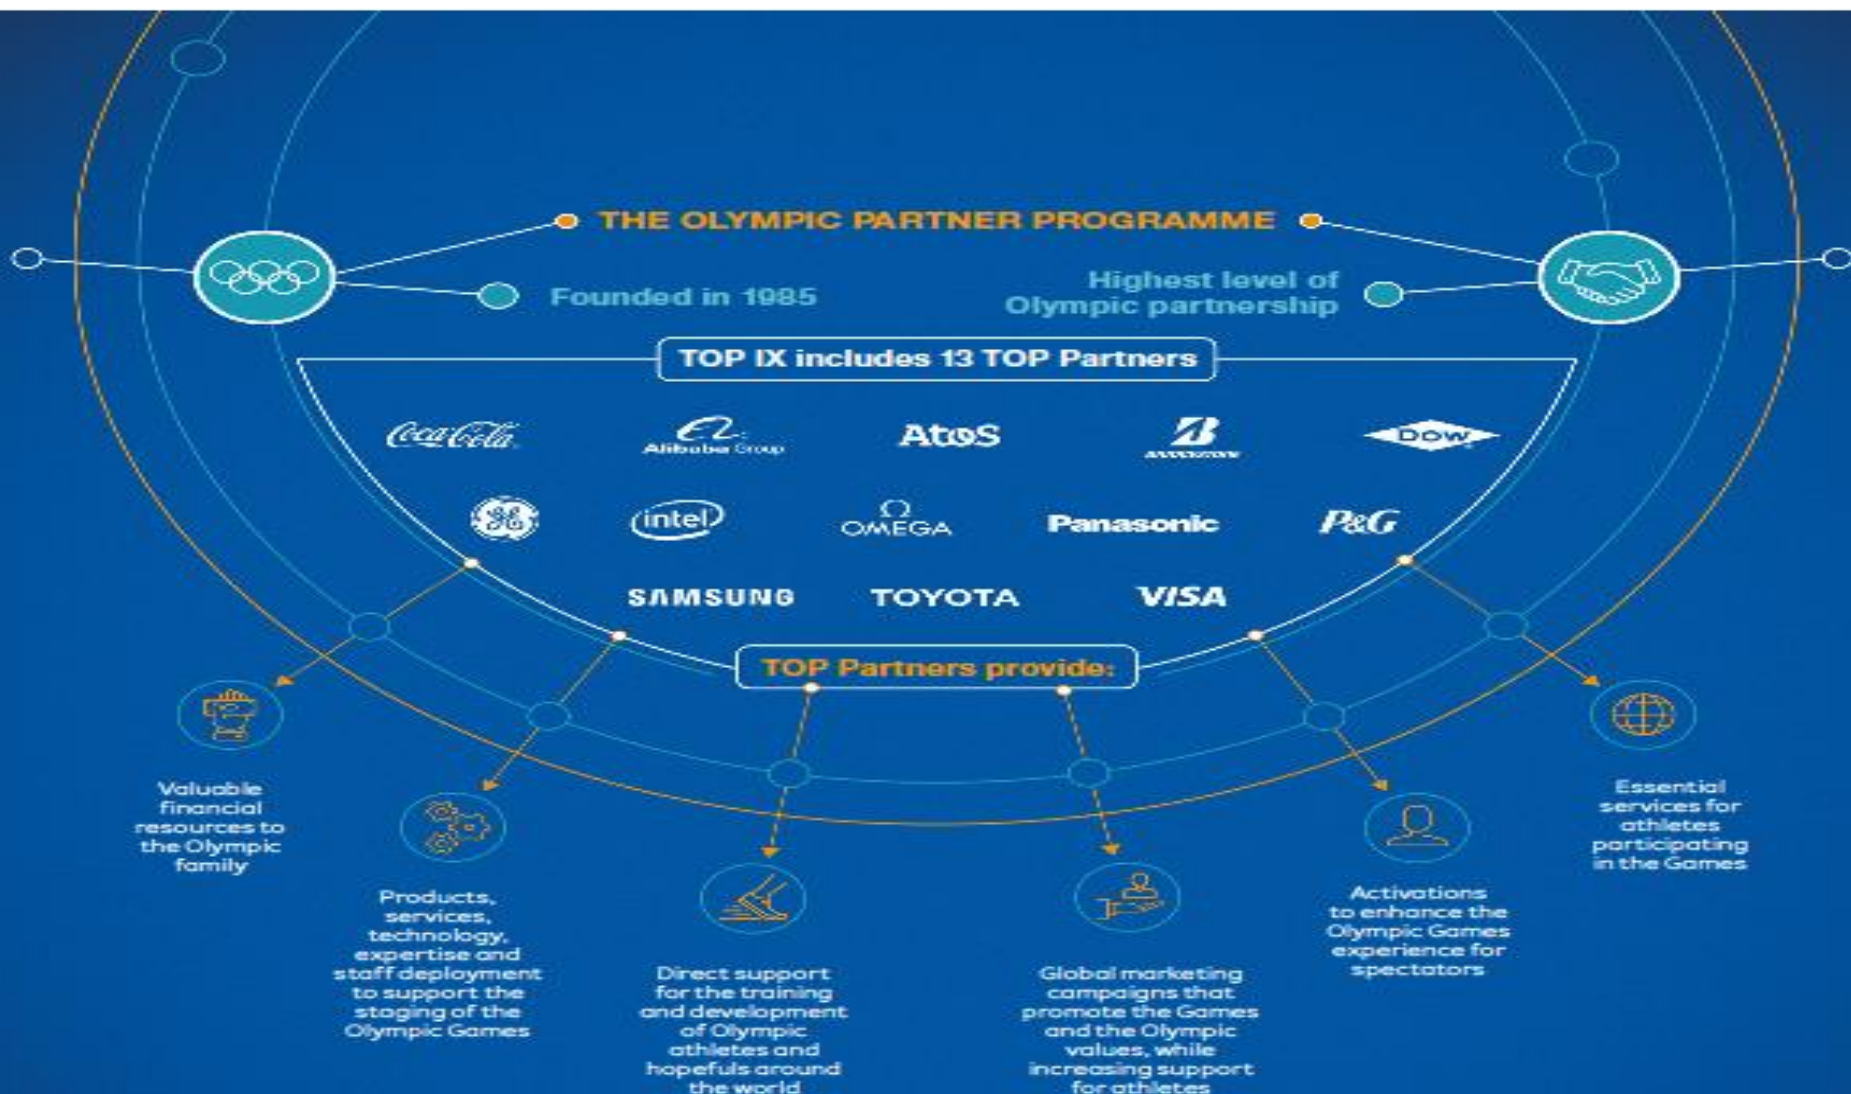 THE OLYMPIC PARTNER PROGRAMME
Founded in 1985
Highest level of
Olympic partnership
TOP IX includes 13 TOP Partners
Coca-Cola
Alibaba Group
Atos
BRIDGESTONE
DOW
GE
intel
OMEGA
Panasonic
P&G
SAMSUNG
TOYOTA
VISA
TOP Partners provide:
Valuable
financial
resources to
the Olympic
family
Products,
services,
technology,
expertise and
staff deployment
to support the
staging of the
Olympic Games
Direct support
for the training
and development
of Olympic
athletes and
hopefuls around
the world
Global marketing
campaigns that
promote the Games
and the Olympic
values, while
increasing support
for athletes
Activations
to enhance the
Olympic Games
experience for
spectators
Essential
services for
athletes
participating
in the Games